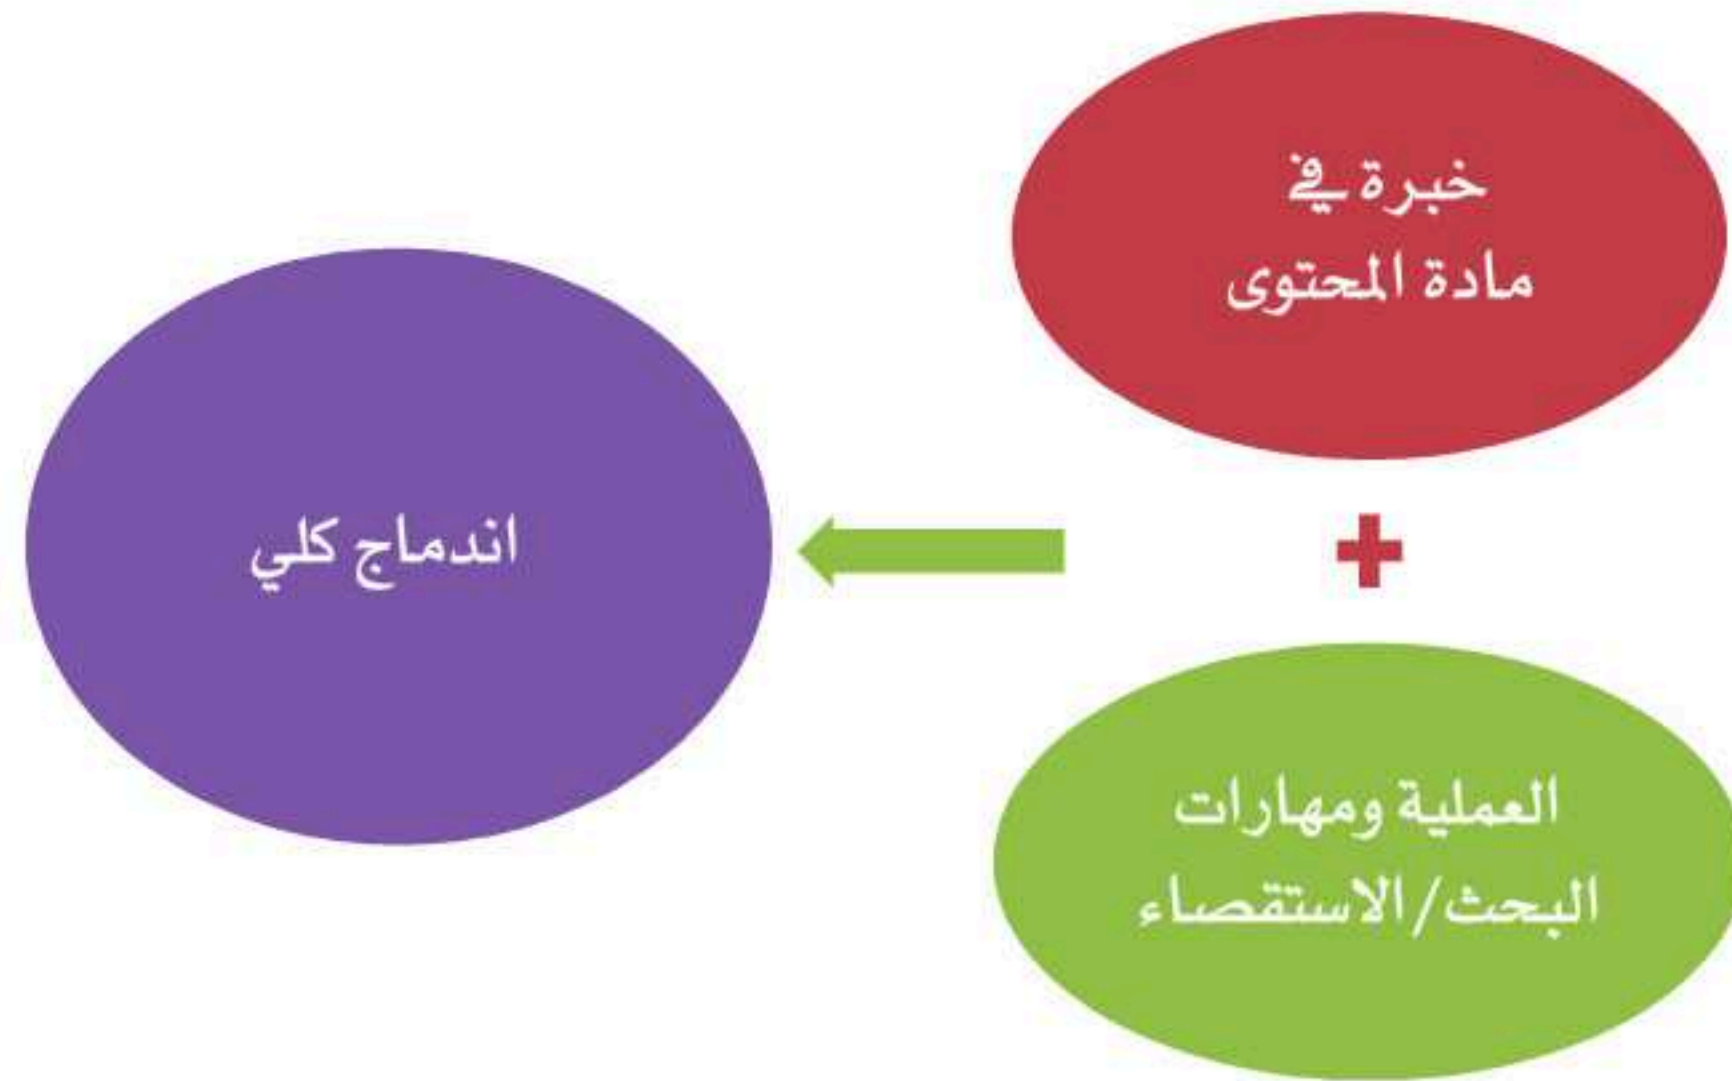 خبرة في
مادة المحتوى
+
العملية ومهارات
البحث/الاستقصاء
اندماج كلي